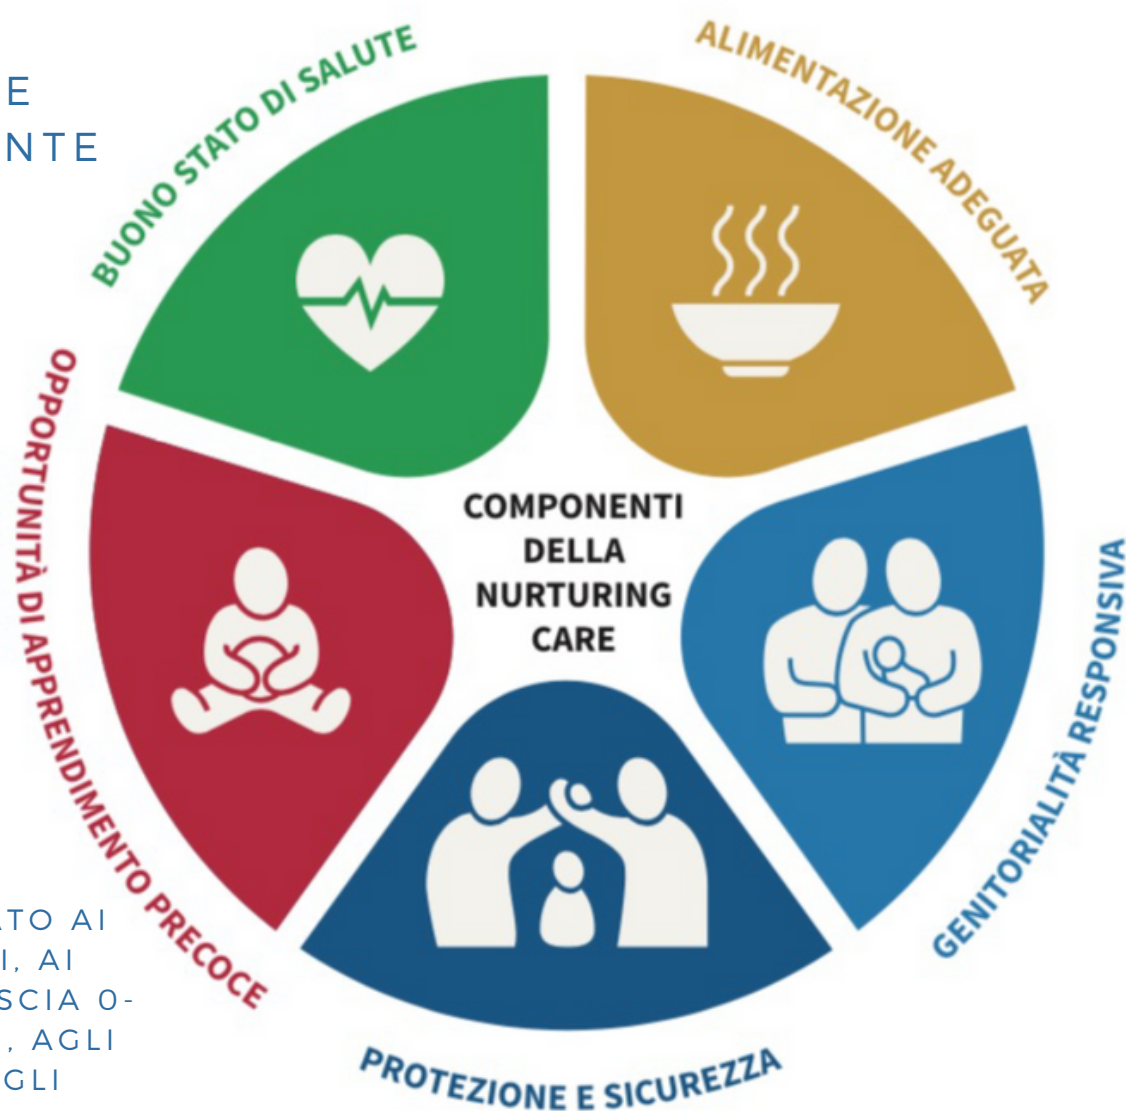 E
NTE
BUONO STATO DI SALUTE
ALIMENTAZIONE ADEGUATA
OPPORTUNITÀ DI APPRENDIMENTO PRECOCE
COMPONENTI
DELLA
NURTURING
CARE
GENITORIALITÀ RESPONSIVA
PROTEZIONE E SICUREZZA
ATO AI
I, AI
SCIA 0-
, AGLI
GLI